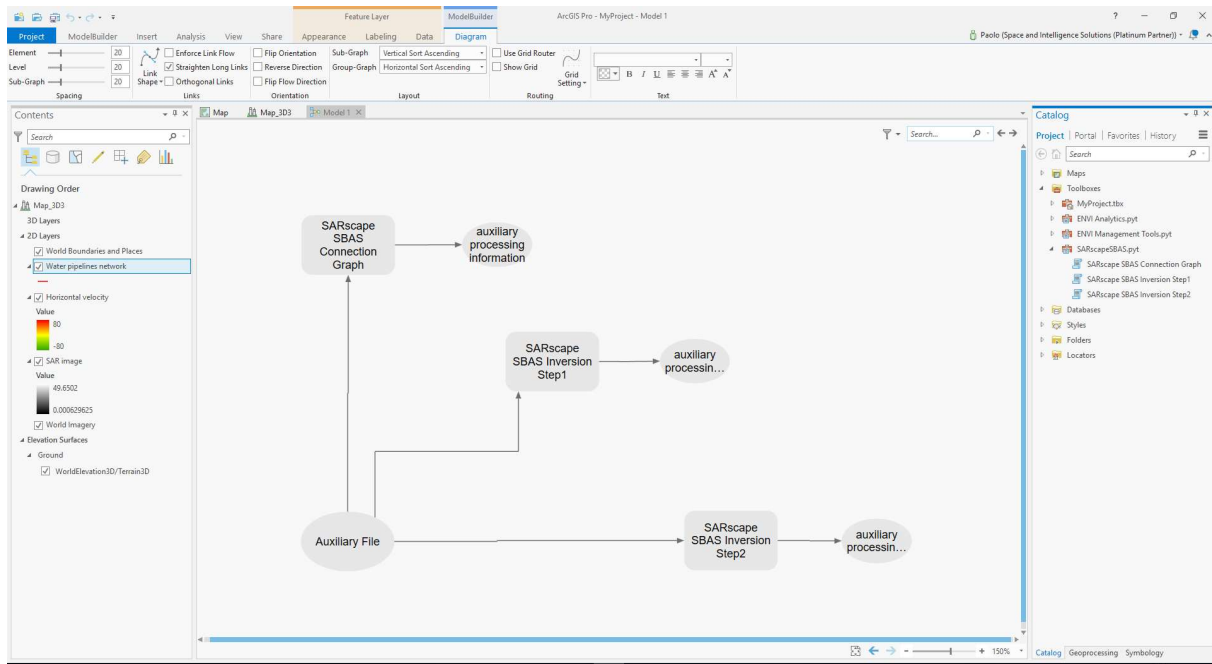 Feature Layer
ModelBuilder
ArcGIS Pro - MyProject - Model 1
? – X
Project ModelBuilder Insert Analysis View Share Appearance Labeling Data Diagram
Paolo (Space and Intelligence Solutions (Platinum Partner))
Element 20
Level 20
Sub-Graph 20
Spacing
Link
Shape
Enforce Link Flow
Straighten Long Links
Orthogonal Links
Links
Flip Orientation
Reverse Direction
Flip Flow Direction
Orientation
Sub-Graph Vertical Sort Ascending
Group-Graph Horizontal Sort Ascending
Layout
Use Grid Router
Show Grid
Grid
Setting
Routing
B I U A A
Text
Contents
Search
Drawing Order
Map_3D3
3D Layers
2D Layers
World Boundaries and Places
Water pipelines network
Horizontal velocity
Value
80
-80
SAR image
Value
49.6502
0.000629625
World Imagery
Elevation Surfaces
Ground
WorldElevation3D/Terrain3D
Map Map_3D3 Model 1
Search...
SARscape
SBAS
Connection
Graph
auxiliary
processing
information
SARscape
SBAS Inversion
Step1
auxiliary
processin...
Auxiliary File
SARscape
SBAS Inversion
Step2
auxiliary
processin...
- + 150%
Catalog
Project | Portal | Favorites | History
Search
Maps
Toolboxes
MyProject.tbx
ENVI Analytics.pyt
ENVI Management Tools.pyt
SARscapeSBAS.pyt
SARscape SBAS Connection Graph
SARscape SBAS Inversion Step1
SARscape SBAS Inversion Step2
Databases
Styles
Folders
Locators
Catalog Geoprocessing Symbology